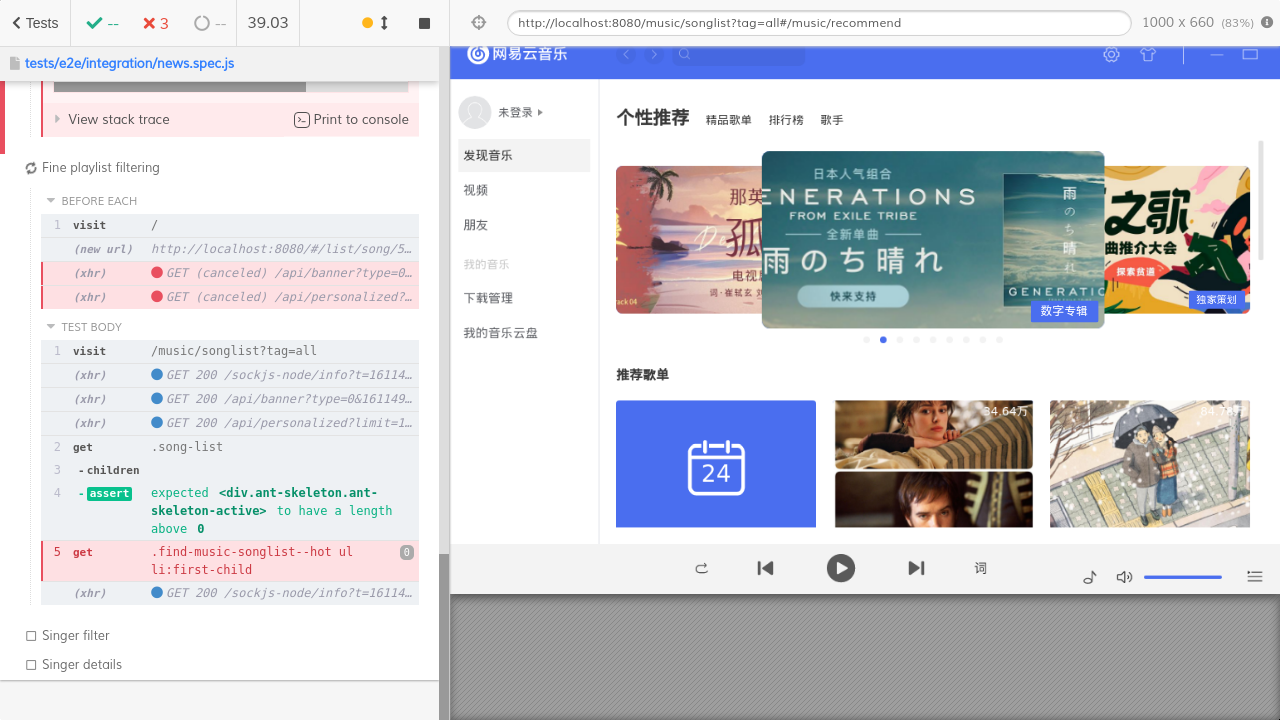 Tests
--
3
--
39.03
http://localhost:8080/music/songlist?tag=all#/music/recommend
1000 x 660 (83%)
tests/e2e/integration/news.spec.js
View stack trace
Print to console
Fine playlist filtering
BEFORE EACH
1 visit /
(new url) http://localhost:8080/#/list/song/5…
(xhr) GET (canceled) /api/banner?type=0…
(xhr) GET (canceled) /api/personalized…
TEST BODY
1 visit /music/songlist?tag=all
(xhr) GET 200 /sockjs-node/info?t=16114…
(xhr) GET 200 /api/banner?type=0&161149…
(xhr) GET 200 /api/personalized?limit=1…
2 get .song-list
3 -children
4 -assert expected <div.ant-skeleton.ant-
skeleton-active> to have a length
above 0
5 get .find-music-songlist--hot ul 0
li:first-child
(xhr) GET 200 /sockjs-node/info?t=16114…
Singer filter
Singer details
网易云音乐
未登录
发现音乐
视频
朋友
我的音乐
下载管理
我的音乐云盘
个性推荐
精品歌单
排行榜
歌手
那英
孤
电视剧
rack 04
日本人气组合
ENERATIONS
FROM EXILE TRIBE
全新单曲
雨のち晴れ
快来支持
雨のち晴れ
GENERATIC
数字专辑
之歌
曲推介大会
探索贫道
独家策划
推荐歌单
24
34.64万
84.78万
词